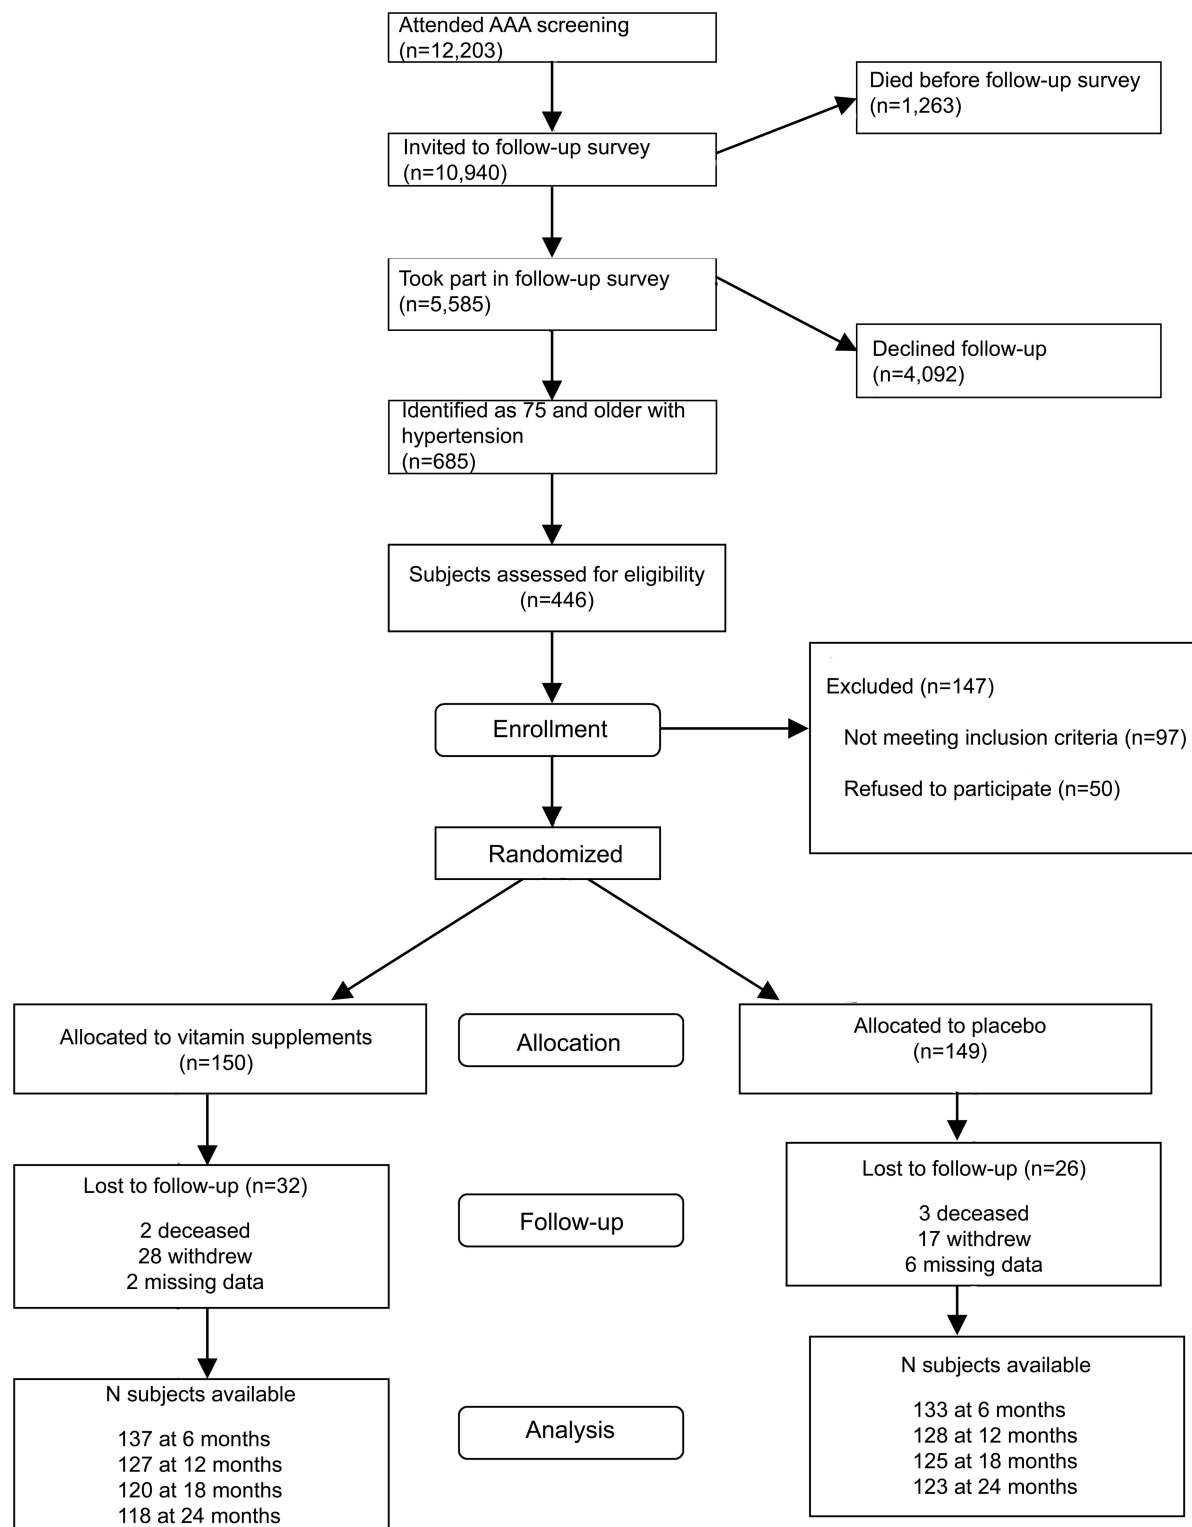 Attended AAA screening
(n=12,203)
Died before follow-up survey
(n=1,263)
Invited to follow-up survey
(n=10,940)
Took part in follow-up survey
(n=5,585)
Declined follow-up
(n=4,092)
Identified as 75 and older with
hypertension
(n=685)
Subjects assessed for eligibility
(n=446)
Excluded (n=147)
Not meeting inclusion criteria (n=97)
Refused to participate (n=50)
Enrollment
Randomized
Allocated to vitamin supplements
(n=150)
Allocation
Allocated to placebo
(n=149)
Lost to follow-up (n=32)
2 deceased
28 withdrew
2 missing data
Follow-up
Lost to follow-up (n=26)
3 deceased
17 withdrew
6 missing data
N subjects available
137 at 6 months
127 at 12 months
120 at 18 months
118 at 24 months
Analysis
N subjects available
133 at 6 months
128 at 12 months
125 at 18 months
123 at 24 months